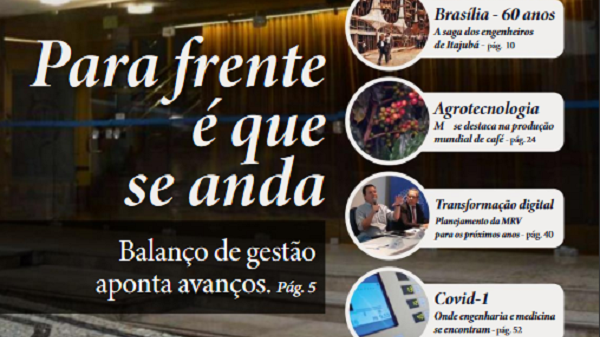 Para frente
é que
se anda
Balanço de gestão
aponta avanços. Pág. 5
Brasília - 60 anos
A saga dos engenheiros
de Itajubá - pág. 10
Agrotecnologia
M se destaca na produção
mundial de café - pág. 24
Transformação digital
Planejamento da MRV
para os próximos anos - pág. 40
Covid-1
Onde engenharia e medicina
se encontram - pág. 52